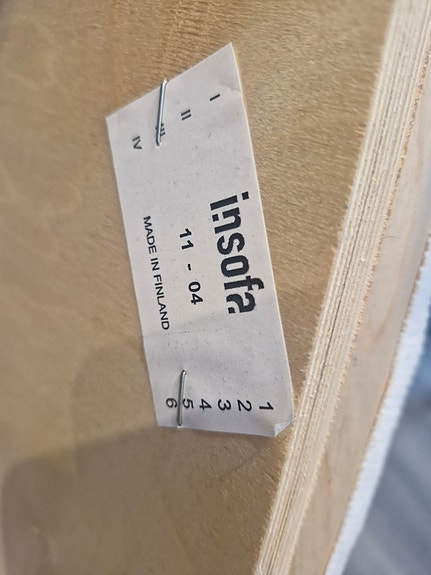 I
II
III
IV
insofa
11 - 04
MADE IN FINLAND
1
2
3
4
5
6